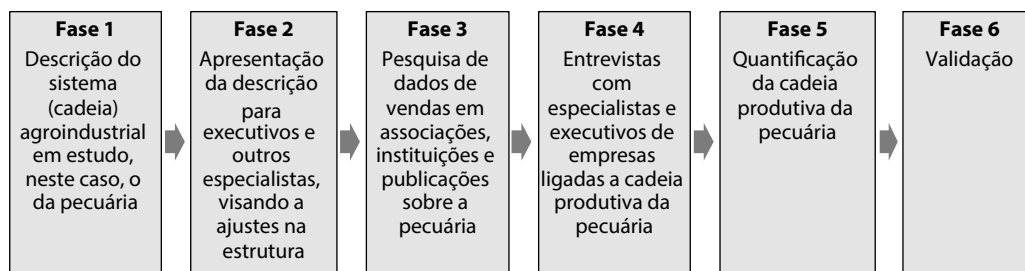 Fase 1
Descrição do
sistema
(cadeia)
agroindustrial
em estudo,
neste caso, o
da pecuária
Fase 2
Apresentação
da descrição
para
executivos e
outros
especialistas,
visando a
ajustes na
estrutura
Fase 3
Pesquisa de
dados de
vendas em
associações,
instituições e
publicações
sobre a
pecuária
Fase 4
Entrevistas
com
especialistas e
executivos de
empresas
ligadas a cadeia
produtiva da
pecuária
Fase 5
Quantificação
da cadeia
produtiva da
pecuária
Fase 6
Validação